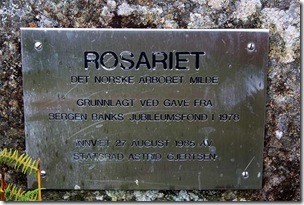 ROSARIET
DET NORSKE ARBORET MILDE
GRUNNLAGT VED GAVE FRA
BERGEN BANKS JUBILEUMSFOND I 1976
INNVIET 27 AUGUST 1985 AV
STATSRÅD ASTRID GJERTSEN